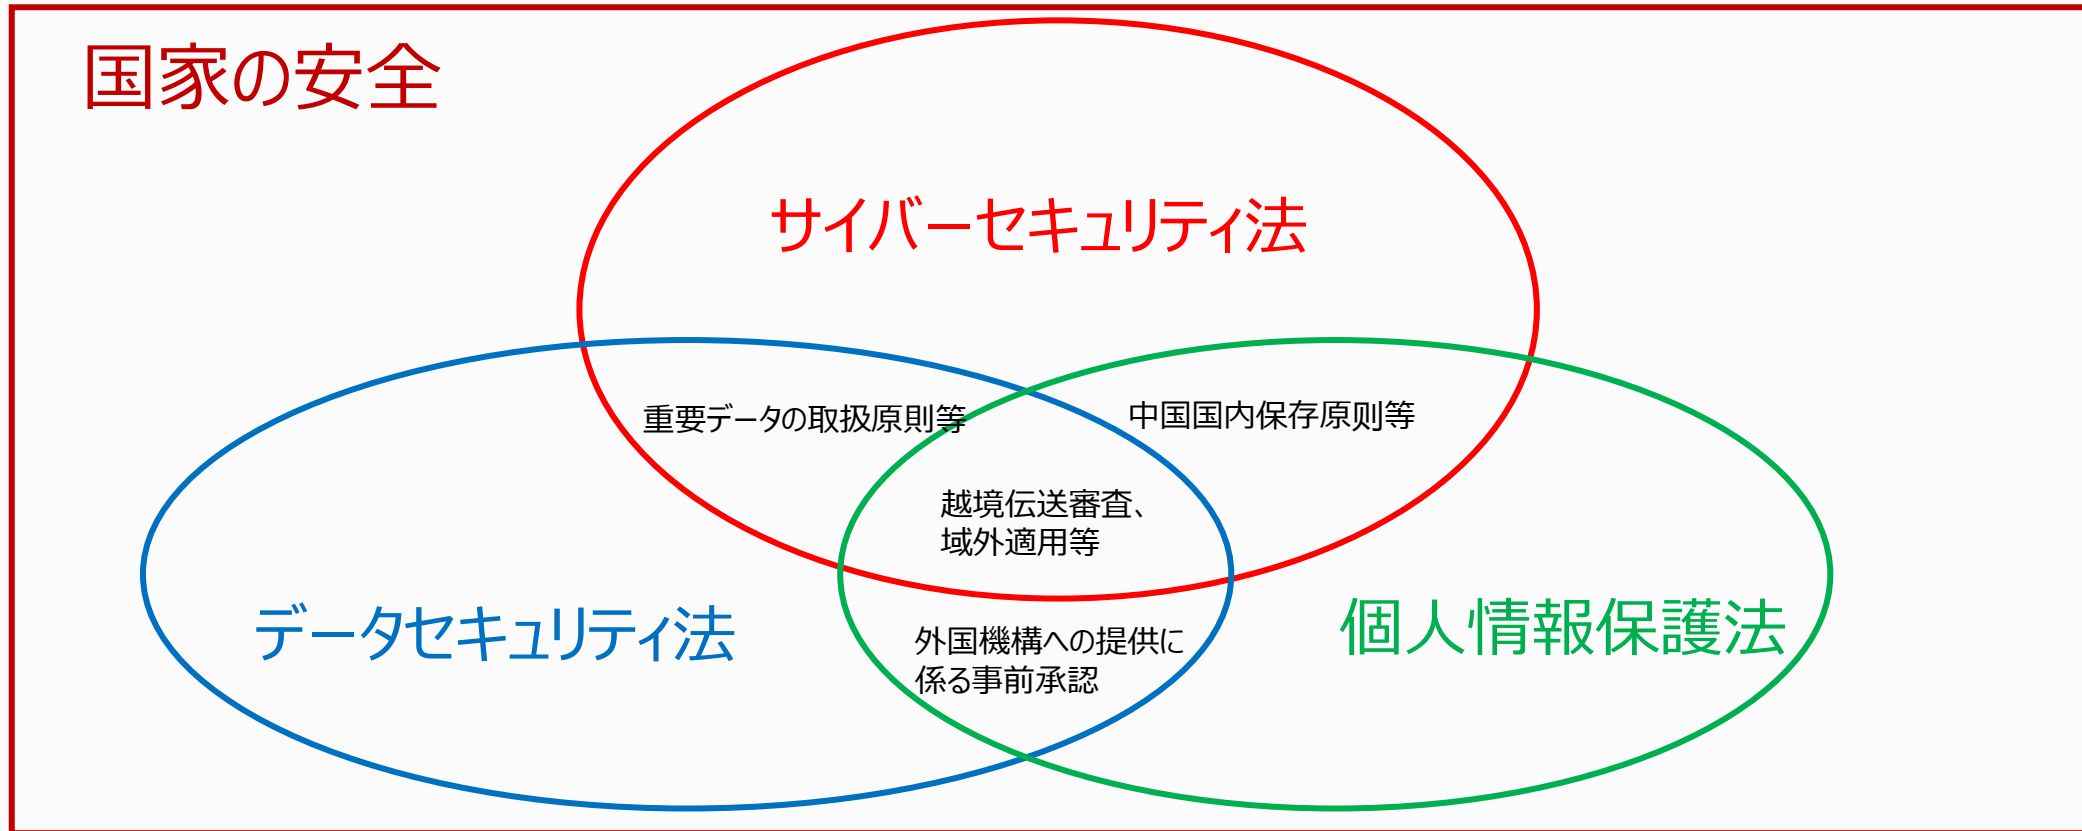 国家の安全
サイバーセキュリティ法
重要データの取扱原則等
中国国内保存原则等
越境伝送審査、
域外適用等
データセキュリティ法
外国機構への提供に
係る事前承認
個人情報保護法